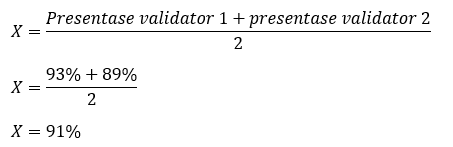 X = Presentase validator 1 + presentase validator 2 / 2
X = 93% + 89% / 2
X = 91%